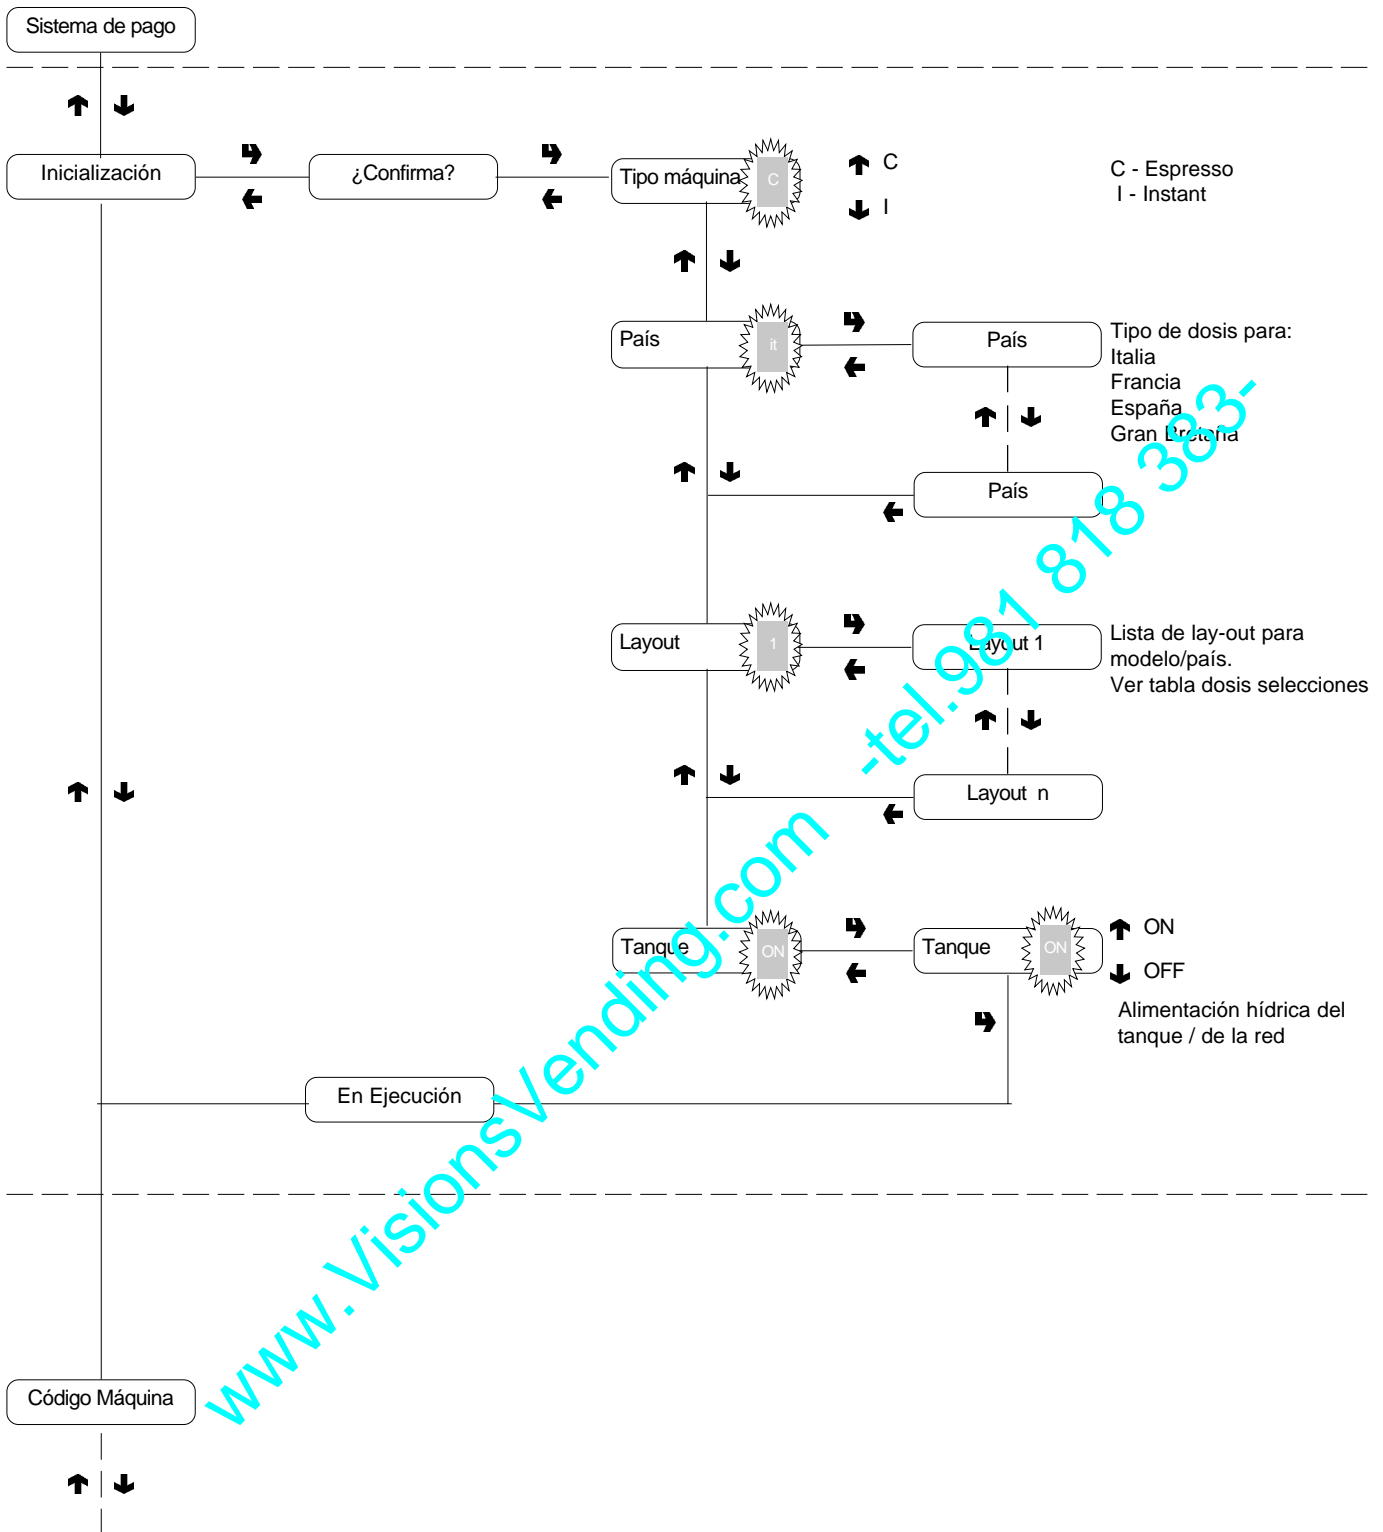 Sistema de pago
Inicialización
¿Confirma?
Tipo máquina
C
C
I
C - Espresso
I - Instant
País
it
País
Tipo de dosis para:
Italia
Francia
España
Gran Bretaña
País
Layout
1
Layout 1
Lista de lay-out para
modelo/país.
Ver tabla dosis selecciones
Layout n
Tanque
ON
Tanque
ON
ON
OFF
Alimentación hídrica del
tanque / de la red
En Ejecución
Código Máquina
www.VisionsVending.com -tel.981 818 383-